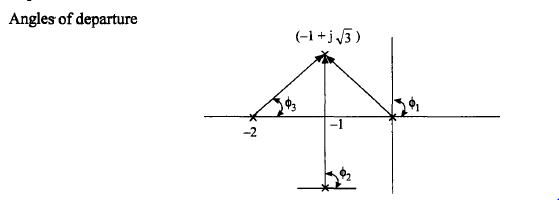 Angles of departure
(–1 + j √3 )
ϕ3
ϕ1
–2
–1
ϕ2